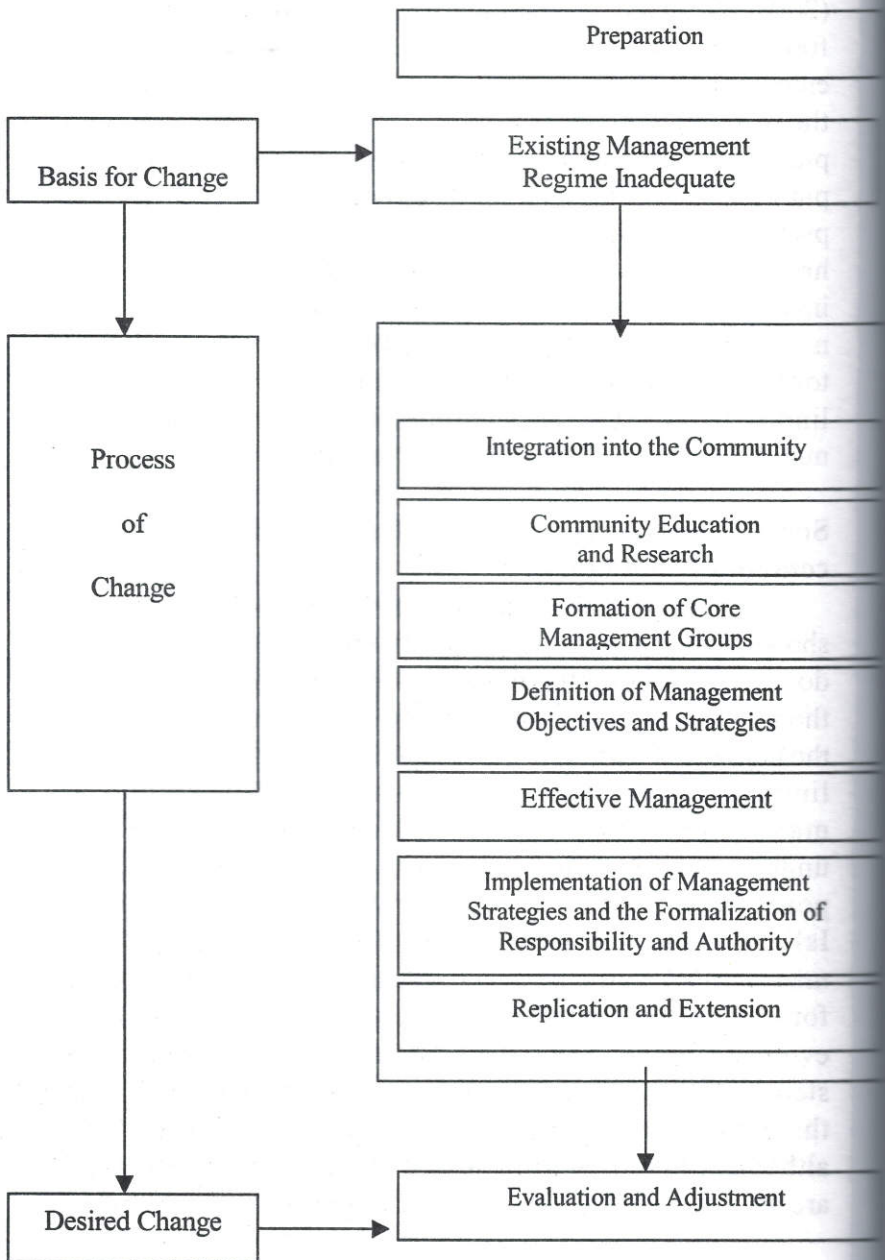 Preparation
Basis for Change
Existing Management
Regime Inadequate
Process
of
Change
Integration into the Community
Community Education
and Research
Formation of Core
Management Groups
Definition of Management
Objectives and Strategies
Effective Management
Implementation of Management
Strategies and the Formalization of
Responsibility and Authority
Replication and Extension
Desired Change
Evaluation and Adjustment